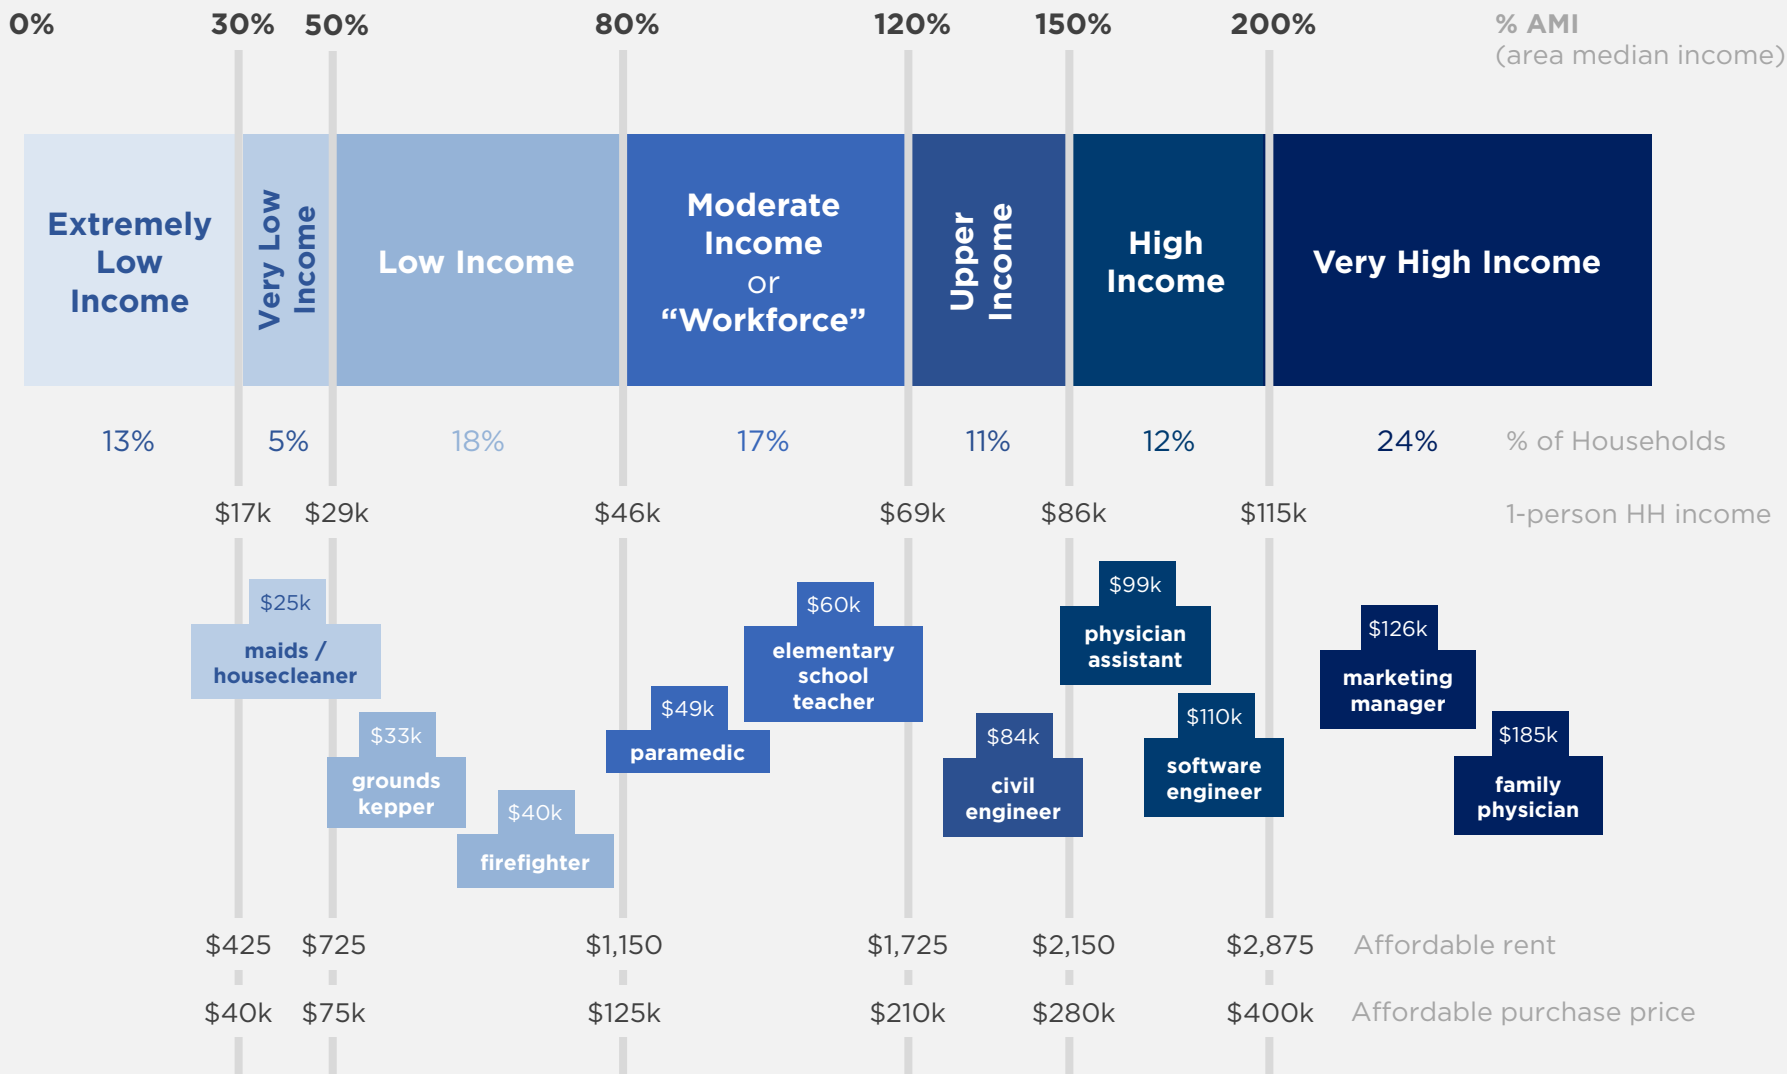 0% 30% 50% 80% 120% 150% 200% % AMI
(area median income)
Extremely
Low
Income
Very Low
Income
Low Income
Moderate
Income
or
“Workforce”
Upper
Income
High
Income
Very High Income
13% 5% 18% 17% 11% 12% 24% % of Households
$17k $29k $46k $69k $86k $115k 1-person HH income
$25k
maids /
housecleaner
$33k
grounds
kepper
$40k
firefighter
$49k
paramedic
$60k
elementary
school
teacher
$84k
civil
engineer
$99k
physician
assistant
$110k
software
engineer
$126k
marketing
manager
$185k
family
physician
$425 $725 $1,150 $1,725 $2,150 $2,875 Affordable rent
$40k $75k $125k $210k $280k $400k Affordable purchase price